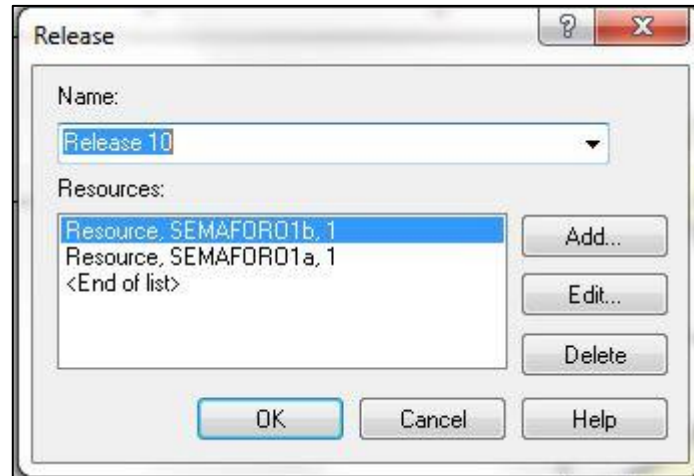 Release
Name:
Release 10
Resources:
Resource, SEMAFORO1b, 1
Resource, SEMAFORO1a, 1
<End of list>
Add...
Edit...
Delete
OK
Cancel
Help